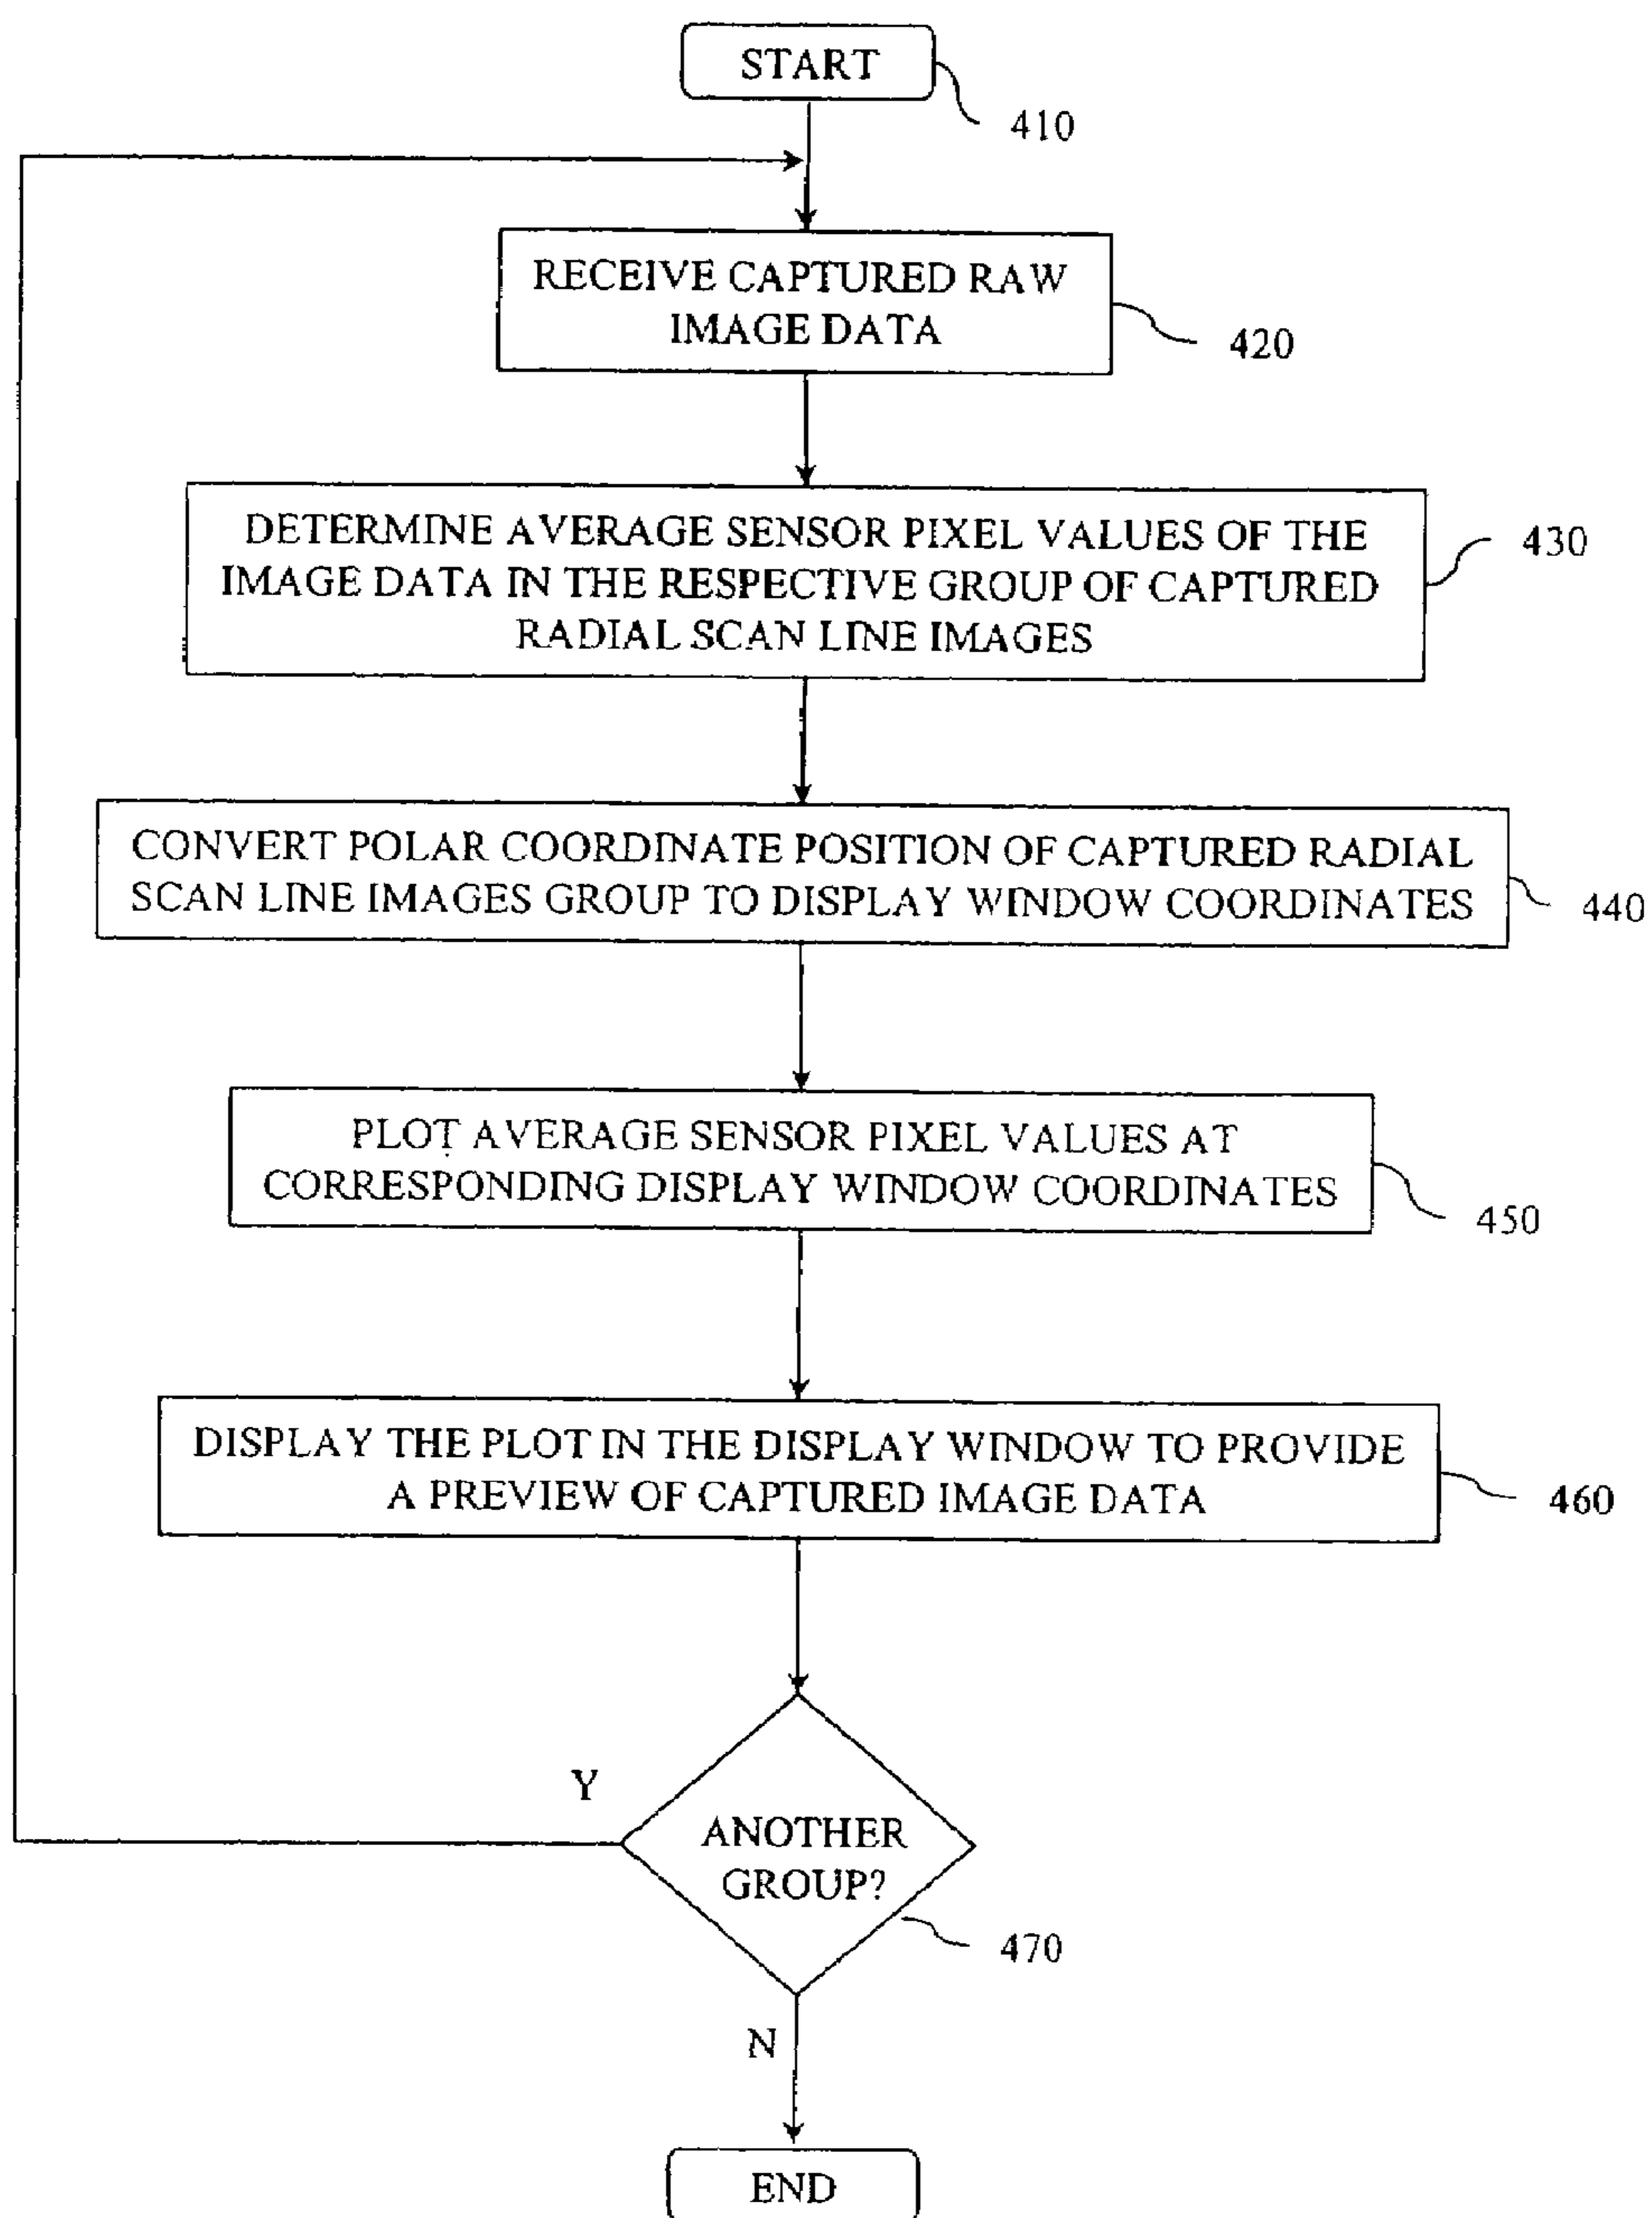 START
410
RECEIVE CAPTURED RAW
IMAGE DATA
420
DETERMINE AVERAGE SENSOR PIXEL VALUES OF THE
IMAGE DATA IN THE RESPECTIVE GROUP OF CAPTURED
RADIAL SCAN LINE IMAGES
430
CONVERT POLAR COORDINATE POSITION OF CAPTURED RADIAL
SCAN LINE IMAGES GROUP TO DISPLAY WINDOW COORDINATES
440
PLOT AVERAGE SENSOR PIXEL VALUES AT
CORRESPONDING DISPLAY WINDOW COORDINATES
450
DISPLAY THE PLOT IN THE DISPLAY WINDOW TO PROVIDE
A PREVIEW OF CAPTURED IMAGE DATA
460
Y
ANOTHER
GROUP?
470
N
END